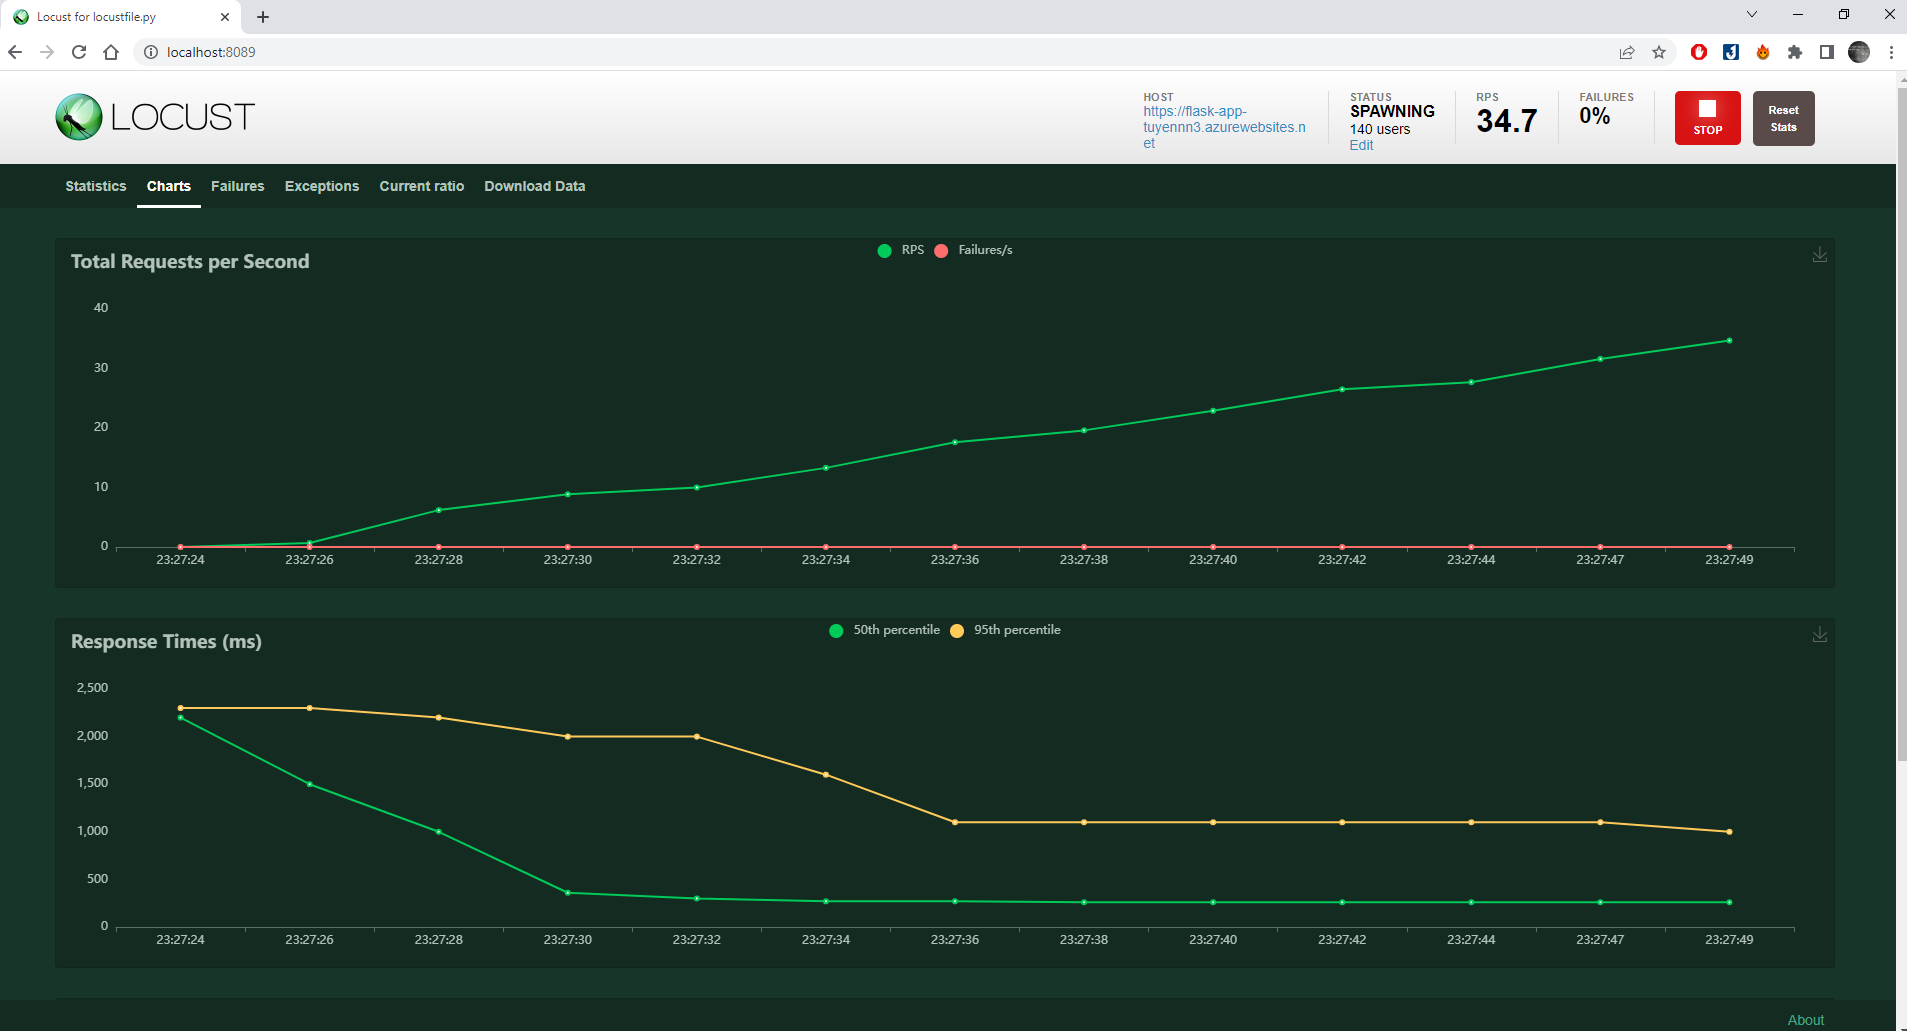 Locust for locustfile.py
localhost:8089
LOCUST
HOST
https://flask-app-
tuyennn3.azurewebsites.n
et
STATUS
SPAWNING
140 users
Edit
RPS
34.7
FAILURES
0%
STOP
Reset
Stats
Statistics Charts Failures Exceptions Current ratio Download Data
Total Requests per Second
RPS Failures/s
40
30
20
10
0
23:27:24 23:27:26 23:27:28 23:27:30 23:27:32 23:27:34 23:27:36 23:27:38 23:27:40 23:27:42 23:27:44 23:27:47 23:27:49
Response Times (ms)
50th percentile 95th percentile
2,500
2,000
1,500
1,000
500
0
23:27:24 23:27:26 23:27:28 23:27:30 23:27:32 23:27:34 23:27:36 23:27:38 23:27:40 23:27:42 23:27:44 23:27:47 23:27:49
About